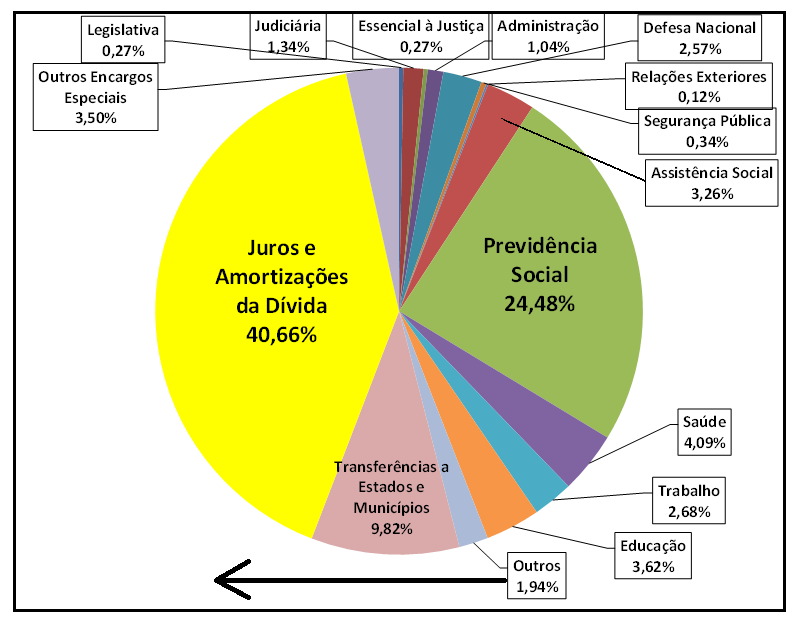 Legislativa
0,27%
Judiciária
1,34%
Essencial à Justiça
0,27%
Administração
1,04%
Defesa Nacional
2,57%
Outros Encargos
Especiais
3,50%
Relações Exteriores
0,12%
Segurança Pública
0,34%
Assistência Social
3,26%
Juros e
Amortizações
da Dívida
40,66%
Previdência
Social
24,48%
Saúde
4,09%
Transferências a
Estados e
Municípios
9,82%
Trabalho
2,68%
Educação
3,62%
Outros
1,94%